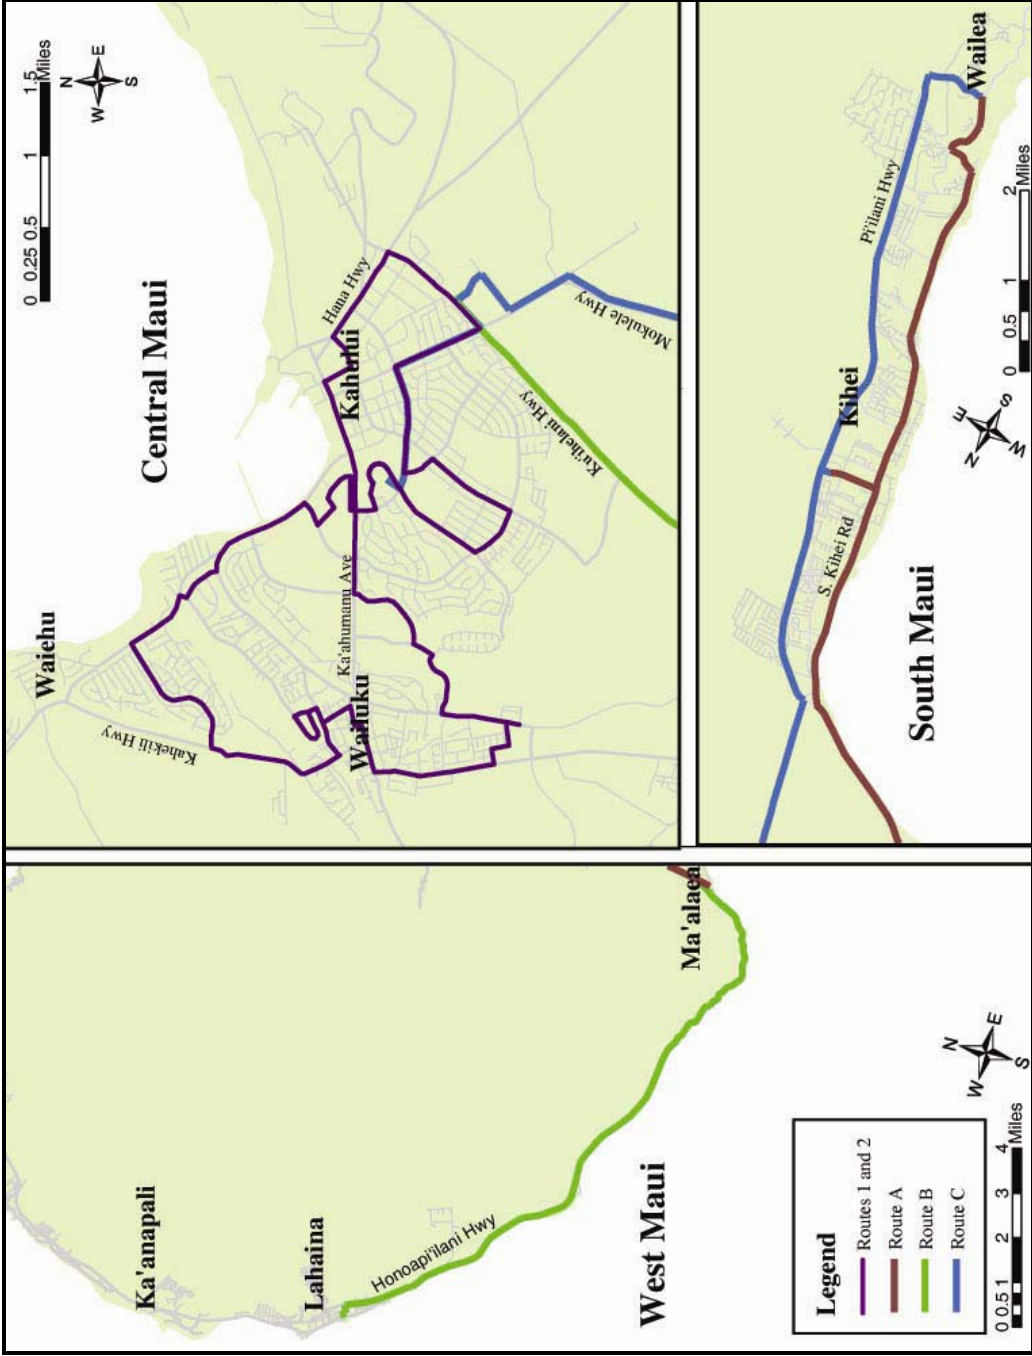 Ka'anapali
Lahaina
Honoapi'ilani Hwy
West Maui
Ma'alaea
N
E
S
W
Legend
Routes 1 and 2
Route A
Route B
Route C
0 0.5 1 2 3 4 Miles
Waiehu
Kahekili Hwy
Wailuku
Ka'ahumanu Ave
Central Maui
Kahului
Hana Hwy
Ku'ihelani Hwy
Mokulele Hwy
0 0.25 0.5 1 1.5 Miles
N
E
S
W
South Maui
S. Kihei Rd
Kihei
Pi'ilani Hwy
Wailea
N
E
S
W
0 0.5 1 2 Miles